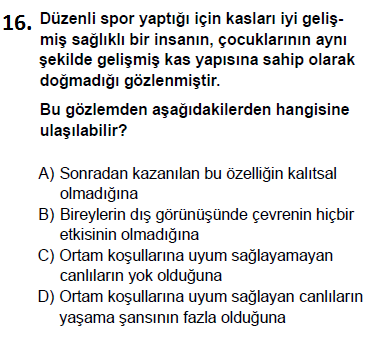 16. Düzenli spor yaptığı için kasları iyi geliş-
miş sağlıklı bir insanın, çocuklarının aynı
şekilde gelişmiş kas yapısına sahip olarak
doğmadığı gözlenmiştir.
Bu gözlemden aşağıdakilerden hangisine
ulaşılabilir?
A) Sonradan kazanılan bu özelliğin kalıtsal
olmadığına
B) Bireylerin dış görünüşünde çevrenin hiçbir
etkisinin olmadığına
C) Ortam koşullarına uyum sağlayamayan
canlıların yok olduğuna
D) Ortam koşullarına uyum sağlayan canlıların
yaşama şansının fazla olduğuna